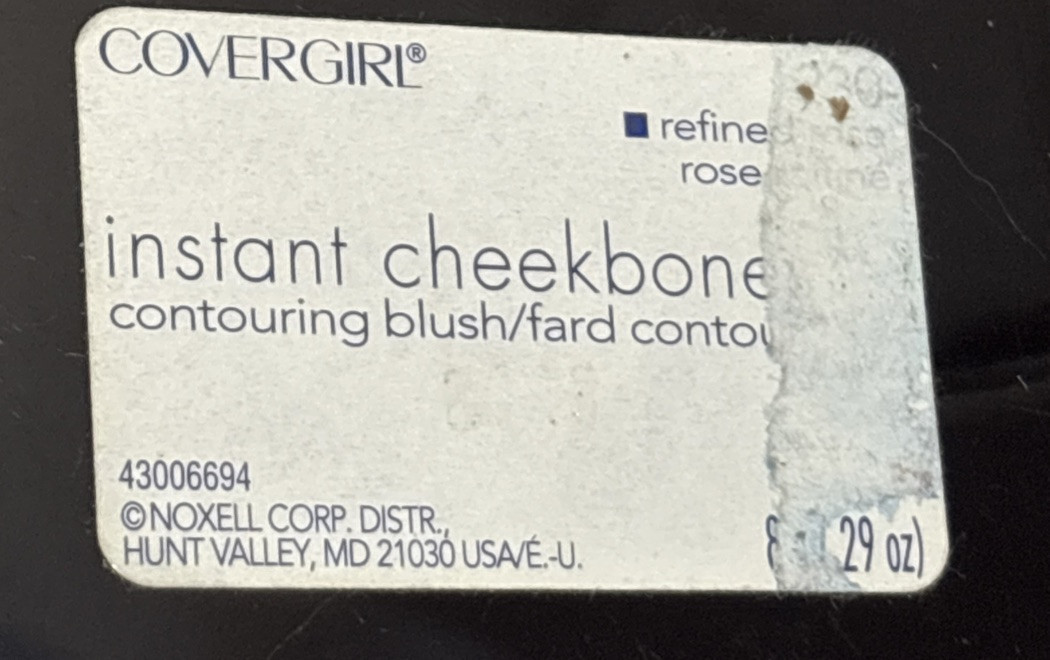 COVERGIRL®
refine
rose
instant cheekbone
contouring blush/fard contou
43006694
©NOXELL CORP. DISTR.,
HUNT VALLEY, MD 21030 USA/É.-U.
29 oz)